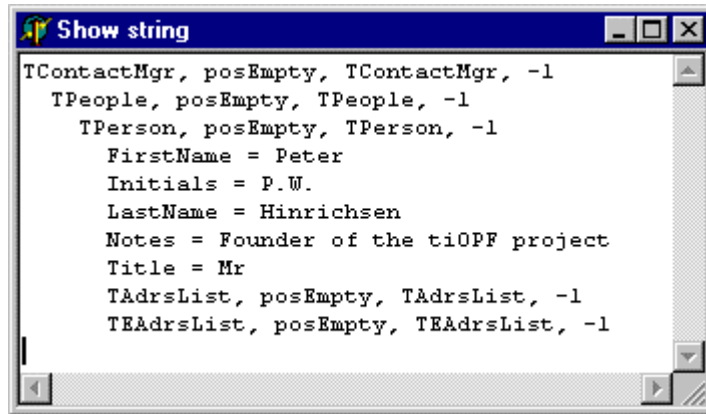 Show string
TContactMgr, posEmpty, TContactMgr, -1
TPeople, posEmpty, TPeople, -1
TPerson, posEmpty, TPerson, -1
FirstName = Peter
Initials = P.W.
LastName = Hinrichsen
Notes = Founder of the tiOPF project
Title = Mr
TAdrsList, posEmpty, TAdrsList, -1
TEAdrsList, posEmpty, TEAdrsList, -1